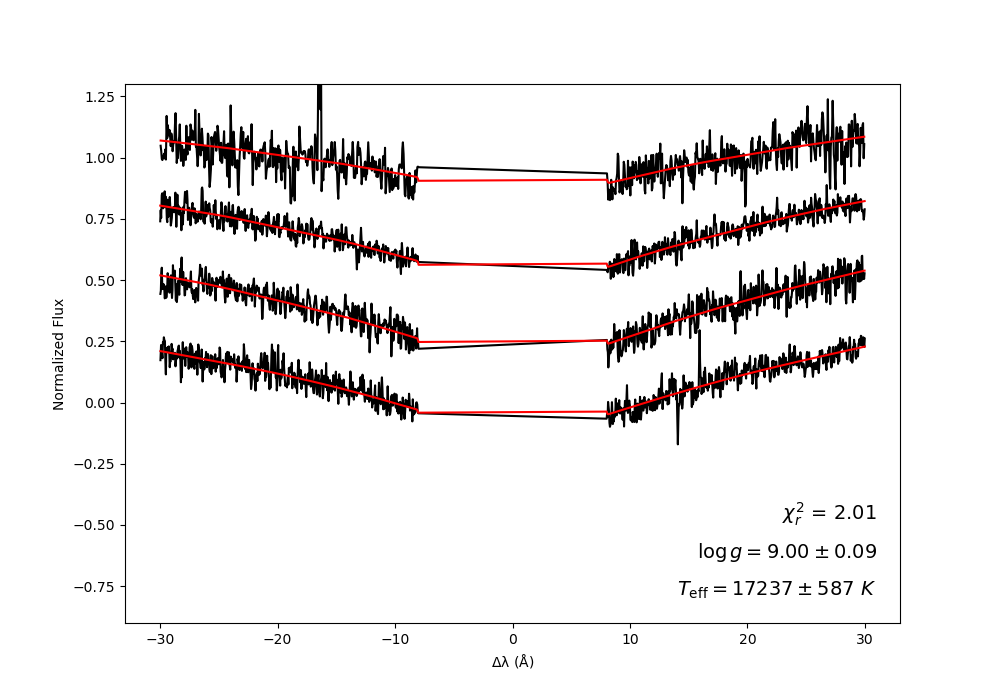 1.25
1.00
0.75
0.50
0.25
0.00
−0.25
−0.50
−0.75
Normalized Flux
χ²ᵣ = 2.01
log g = 9.00 ± 0.09
T_eff = 17237 ± 587 K
−30 −20 −10 0 10 20 30
Δλ (Å)